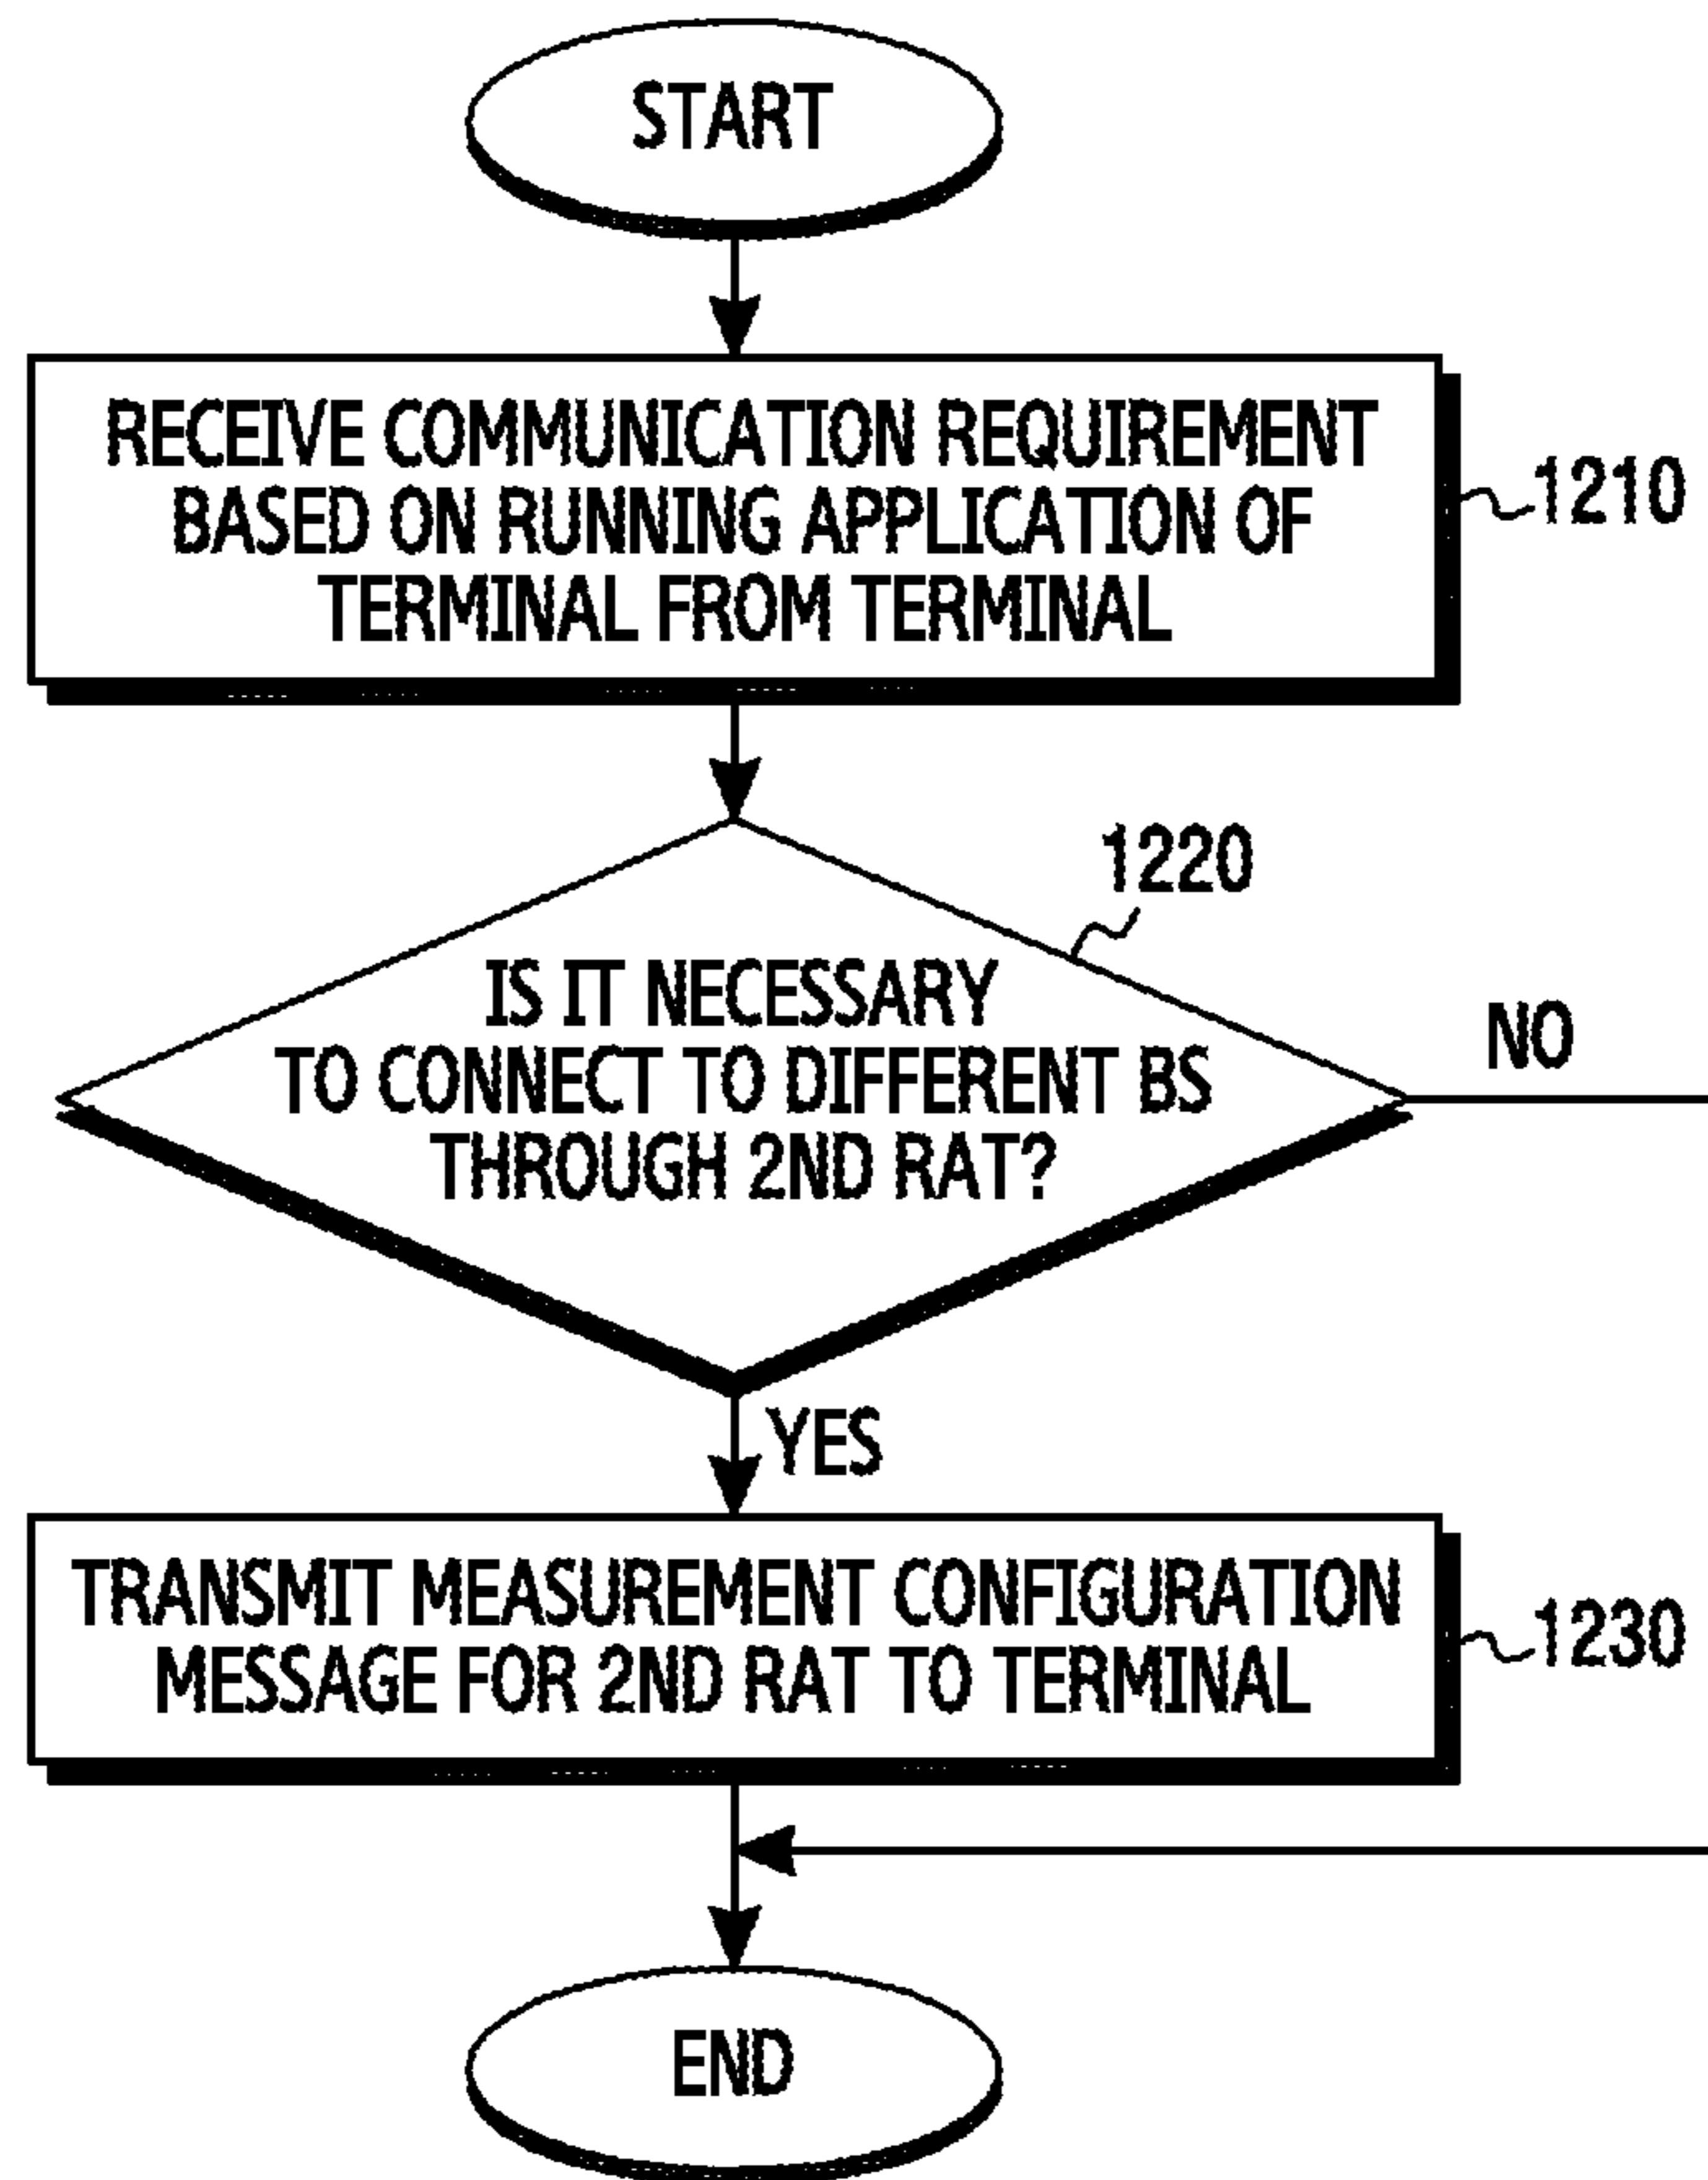 START
RECEIVE COMMUNICATION REQUIREMENT
BASED ON RUNNING APPLICATION OF
TERMINAL FROM TERMINAL
1210
1220
IS IT NECESSARY
TO CONNECT TO DIFFERENT BS
THROUGH 2ND RAT?
NO
YES
TRANSMIT MEASUREMENT CONFIGURATION
MESSAGE FOR 2ND RAT TO TERMINAL
1230
END